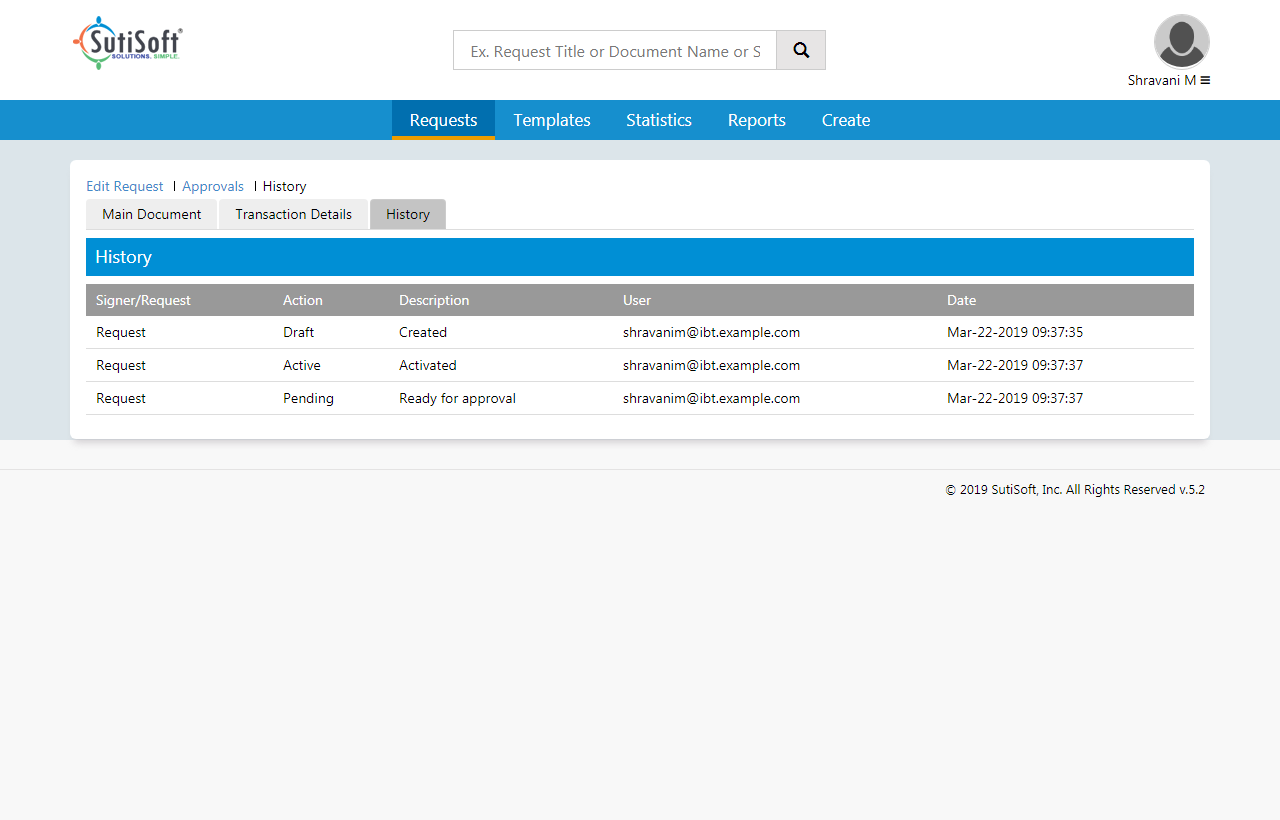 SutiSoft®
SOLUTIONS. SIMPLE.
Ex. Request Title or Document Name or S
Shravani M
Requests Templates Statistics Reports Create
Edit Request | Approvals | History
Main Document Transaction Details History
History
Signer/Request Action Description User Date
Request Draft Created shravanim@ibt.example.com Mar-22-2019 09:37:35
Request Active Activated shravanim@ibt.example.com Mar-22-2019 09:37:37
Request Pending Ready for approval shravanim@ibt.example.com Mar-22-2019 09:37:37
© 2019 SutiSoft, Inc. All Rights Reserved v.5.2